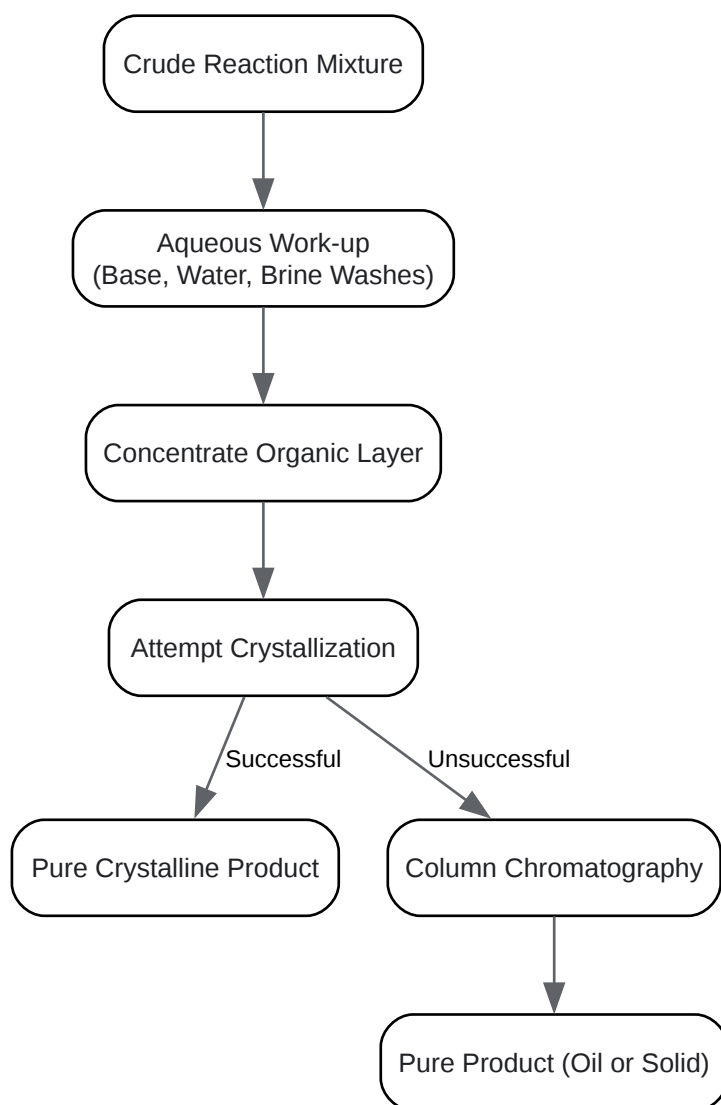 Crude Reaction Mixture
Aqueous Work-up
(Base, Water, Brine Washes)
Concentrate Organic Layer
Attempt Crystallization
Successful
Unsuccessful
Pure Crystalline Product
Column Chromatography
Pure Product (Oil or Solid)